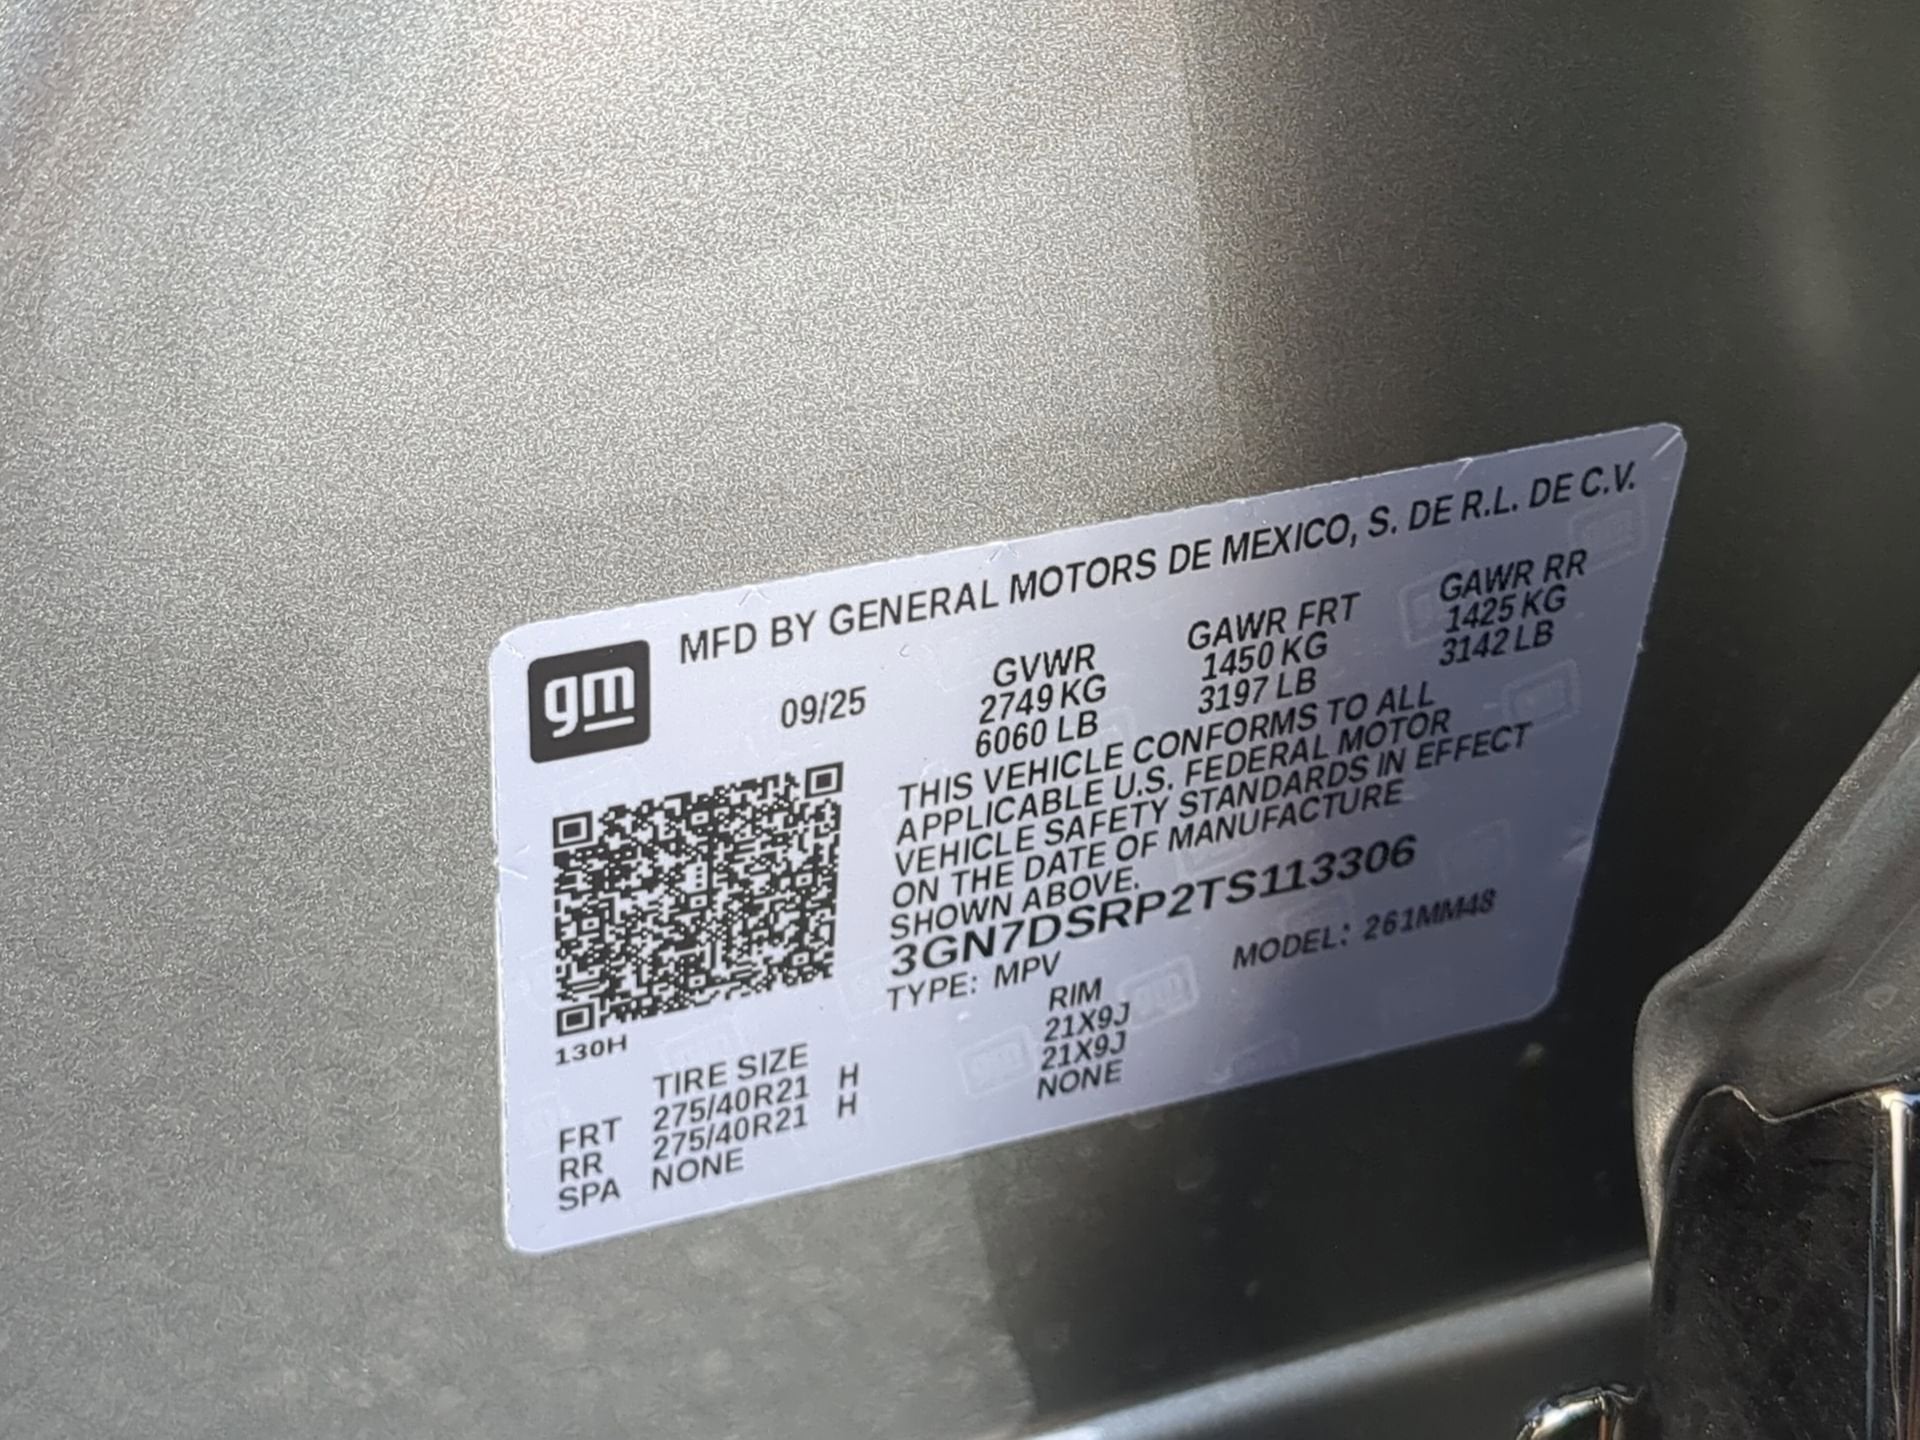 gm
MFD BY GENERAL MOTORS DE MEXICO, S. DE R.L. DE C.V.
09/25
GVWR GAWR FRT GAWR RR
2749 KG 1450 KG 1425 KG
6060 LB 3197 LB 3142 LB
THIS VEHICLE CONFORMS TO ALL
APPLICABLE U.S. FEDERAL MOTOR
VEHICLE SAFETY STANDARDS IN EFFECT
ON THE DATE OF MANUFACTURE
SHOWN ABOVE.
3GN7DSRP2TS113306
TYPE: MPV MODEL: 261MM48
130H
TIRE SIZE RIM
FRT 275/40R21 H 21X9J
RR 275/40R21 H 21X9J
SPA NONE NONE